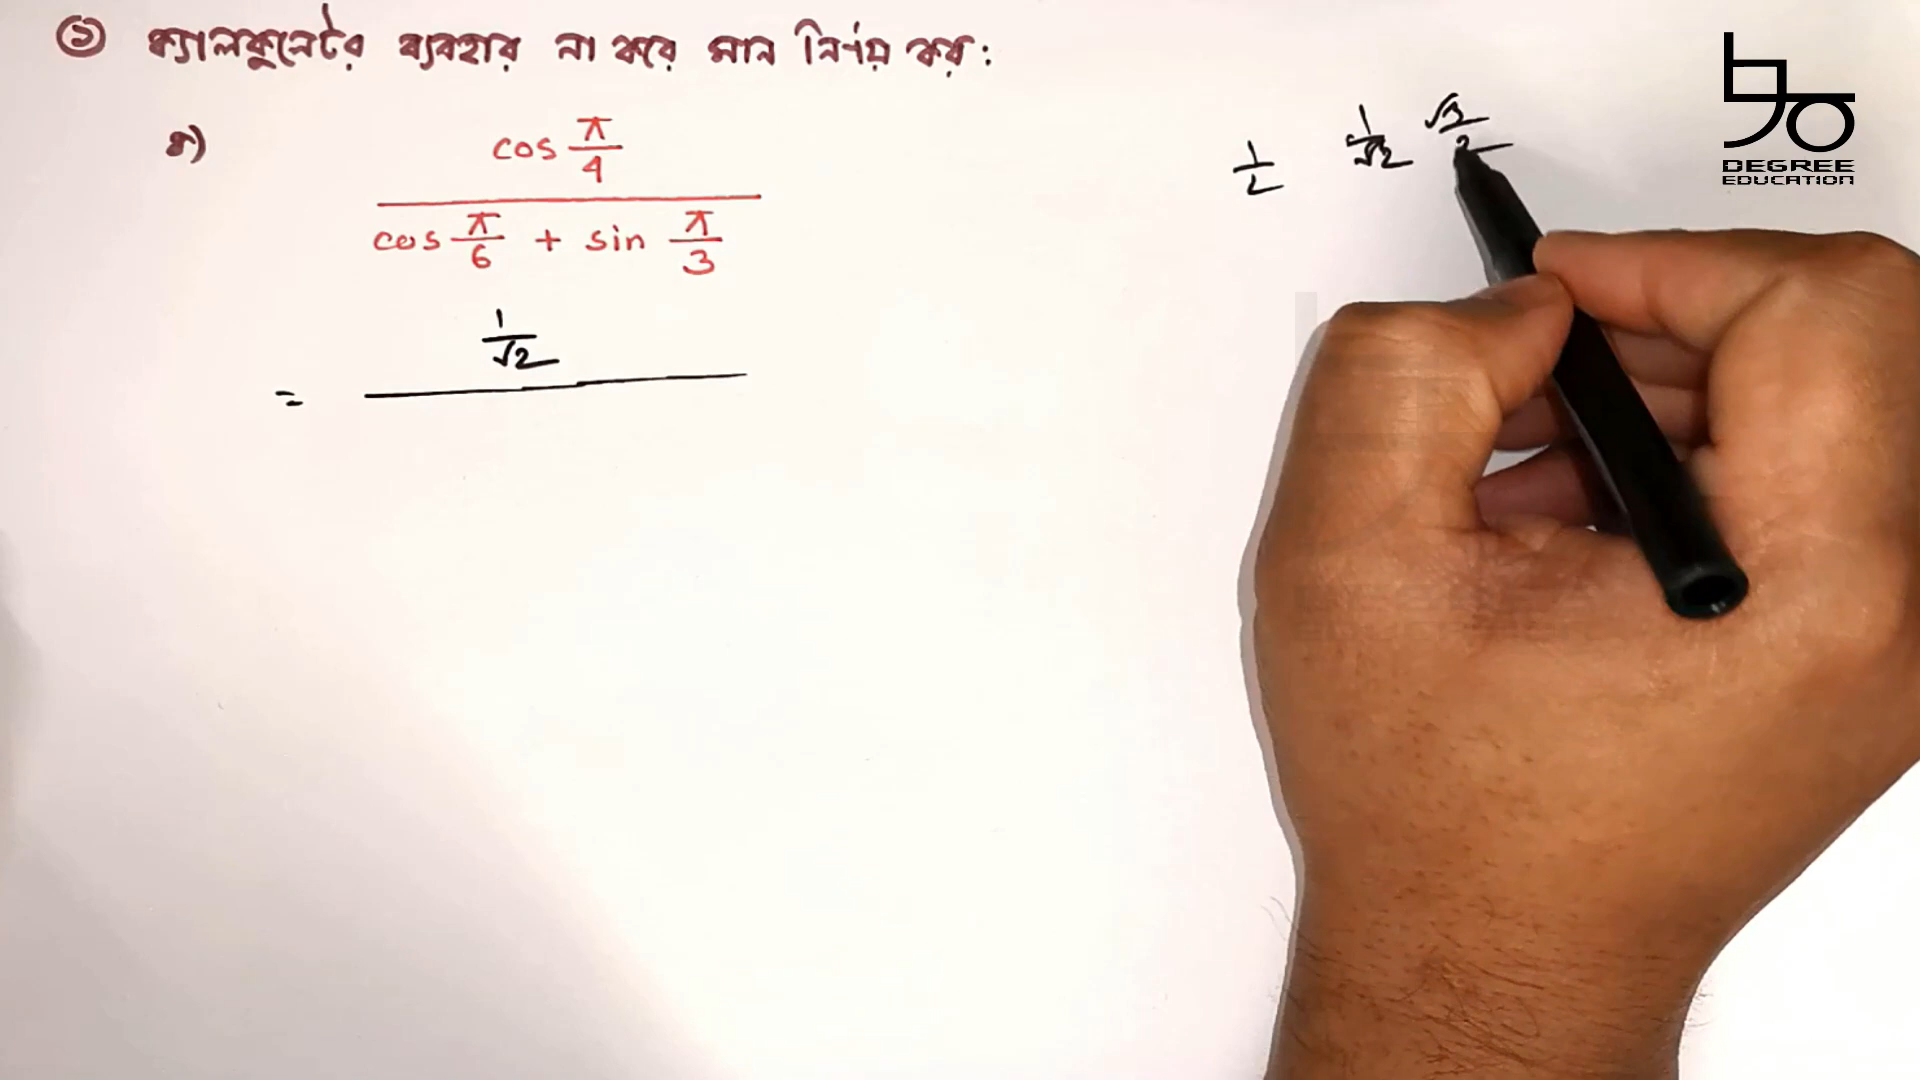 ১ ক্যালকুলেটর ব্যবহার না করে মান নির্ণয় কর:
ক)
cos π/4
cos π/6 + sin π/3
= 1/√2
1/2 1/√2 √3/2
DEGREE
EDUCATION